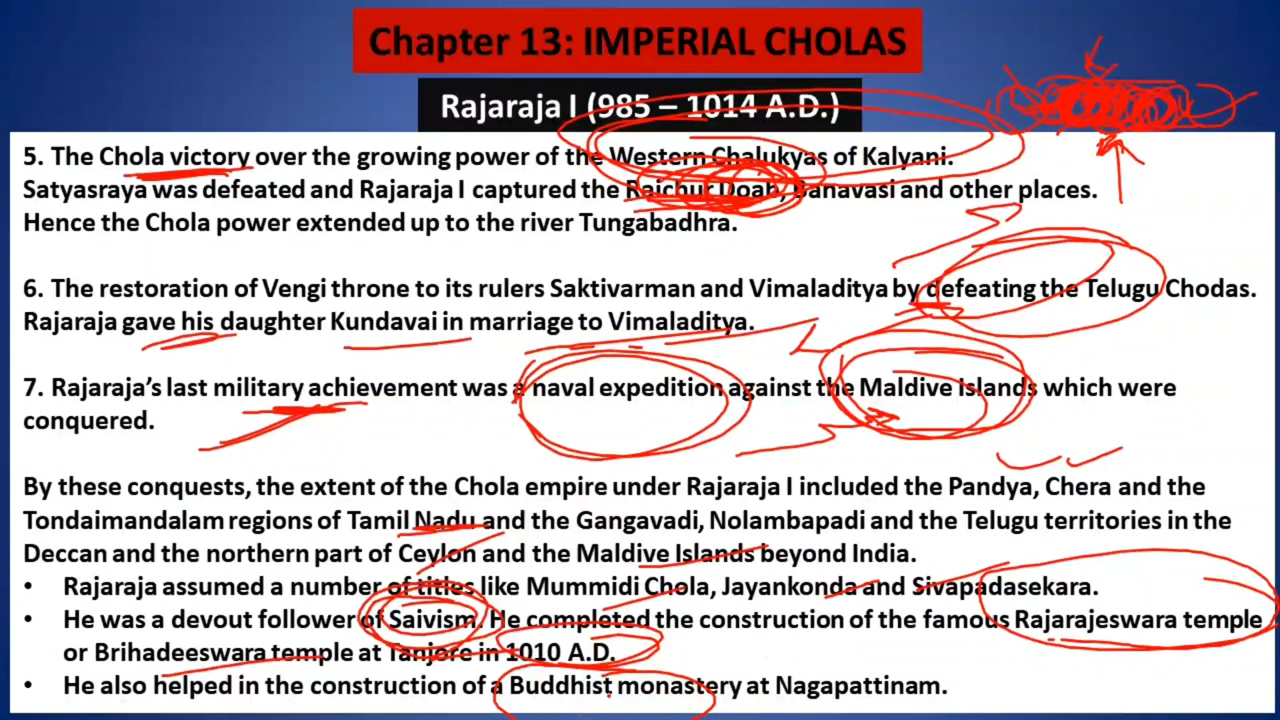 Chapter 13: IMPERIAL CHOLAS
Rajaraja I (985 – 1014 A.D.)
5. The Chola victory over the growing power of the Western Chalukyas of Kalyani.
Satyasraya was defeated and Rajaraja I captured the Raichur Doab, Banavasi and other places.
Hence the Chola power extended up to the river Tungabadhra.
6. The restoration of Vengi throne to its rulers Saktivarman and Vimaladitya by defeating the Telugu Chodas.
Rajaraja gave his daughter Kundavai in marriage to Vimaladitya.
7. Rajaraja's last military achievement was a naval expedition against the Maldive Islands which were
conquered.
By these conquests, the extent of the Chola empire under Rajaraja I included the Pandya, Chera and the
Tondaimandalam regions of Tamil Nadu and the Gangavadi, Nolambapadi and the Telugu territories in the
Deccan and the northern part of Ceylon and the Maldive Islands beyond India.
• Rajaraja assumed a number of titles like Mummidi Chola, Jayankonda and Sivapadasekara.
• He was a devout follower of Saivism. He completed the construction of the famous Rajarajeswara temple
or Brihadeeswara temple at Tanjore in 1010 A.D.
• He also helped in the construction of a Buddhist monastery at Nagapattinam.